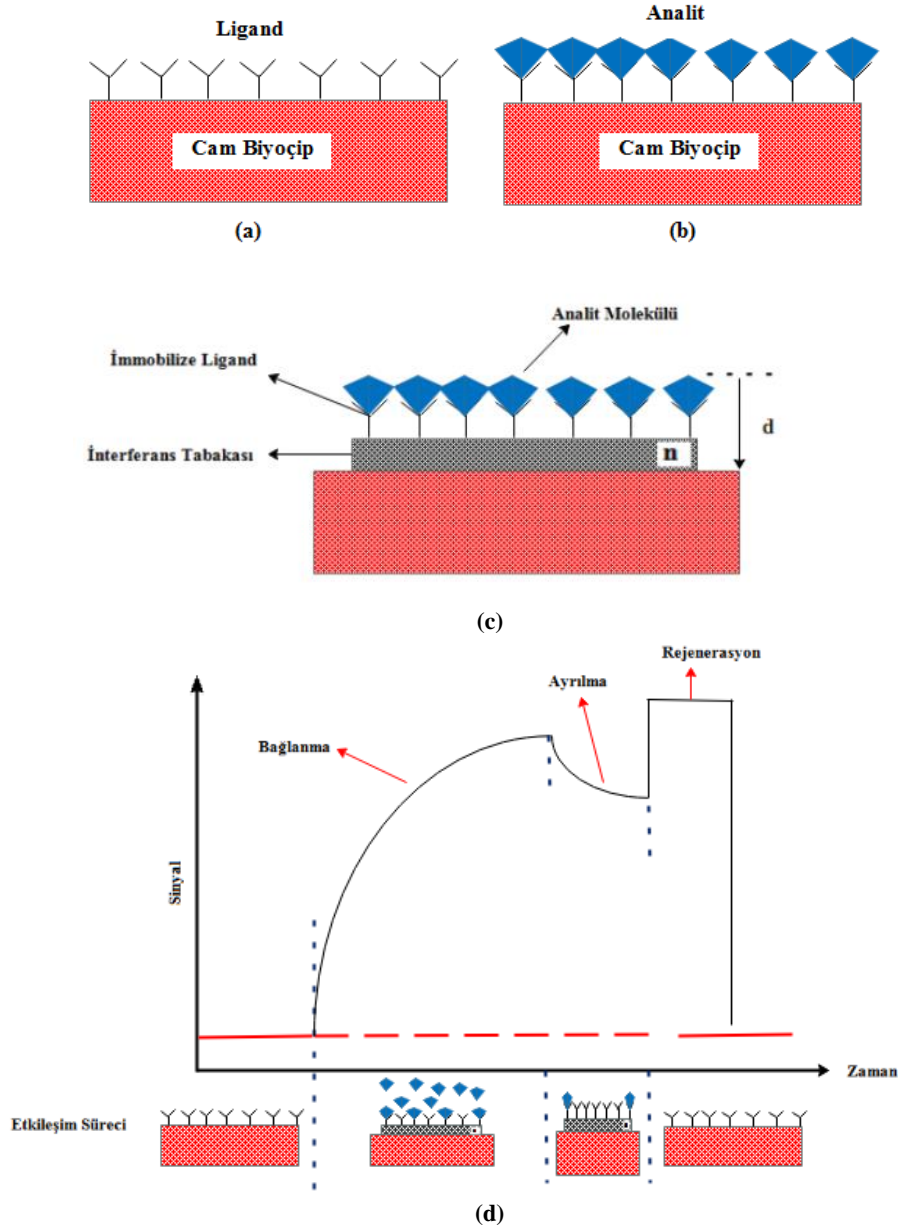 Ligand
Cam Biyoçip
(a)
Analit
Cam Biyoçip
(b)
Analit Molekülü
İmmobilize Ligand
İnterferans Tabakası
n
d
(c)
Rejenerasyon
Ayrılma
Bağlanma
Sinyal
Zaman
Etkileşim Süreci
(d)